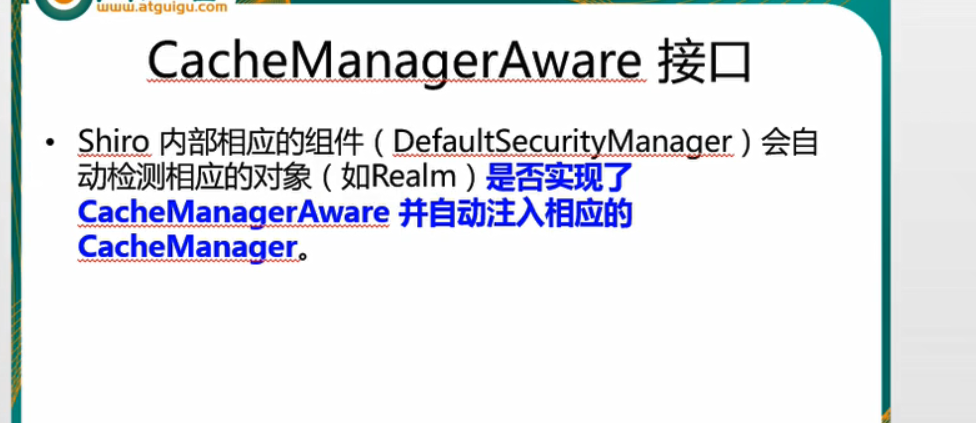 www.atguigu.com
CacheManagerAware 接口
• Shiro 内部相应的组件（DefaultSecurityManager）会自
动检测相应的对象（如Realm）是否实现了
CacheManagerAware 并自动注入相应的
CacheManager。